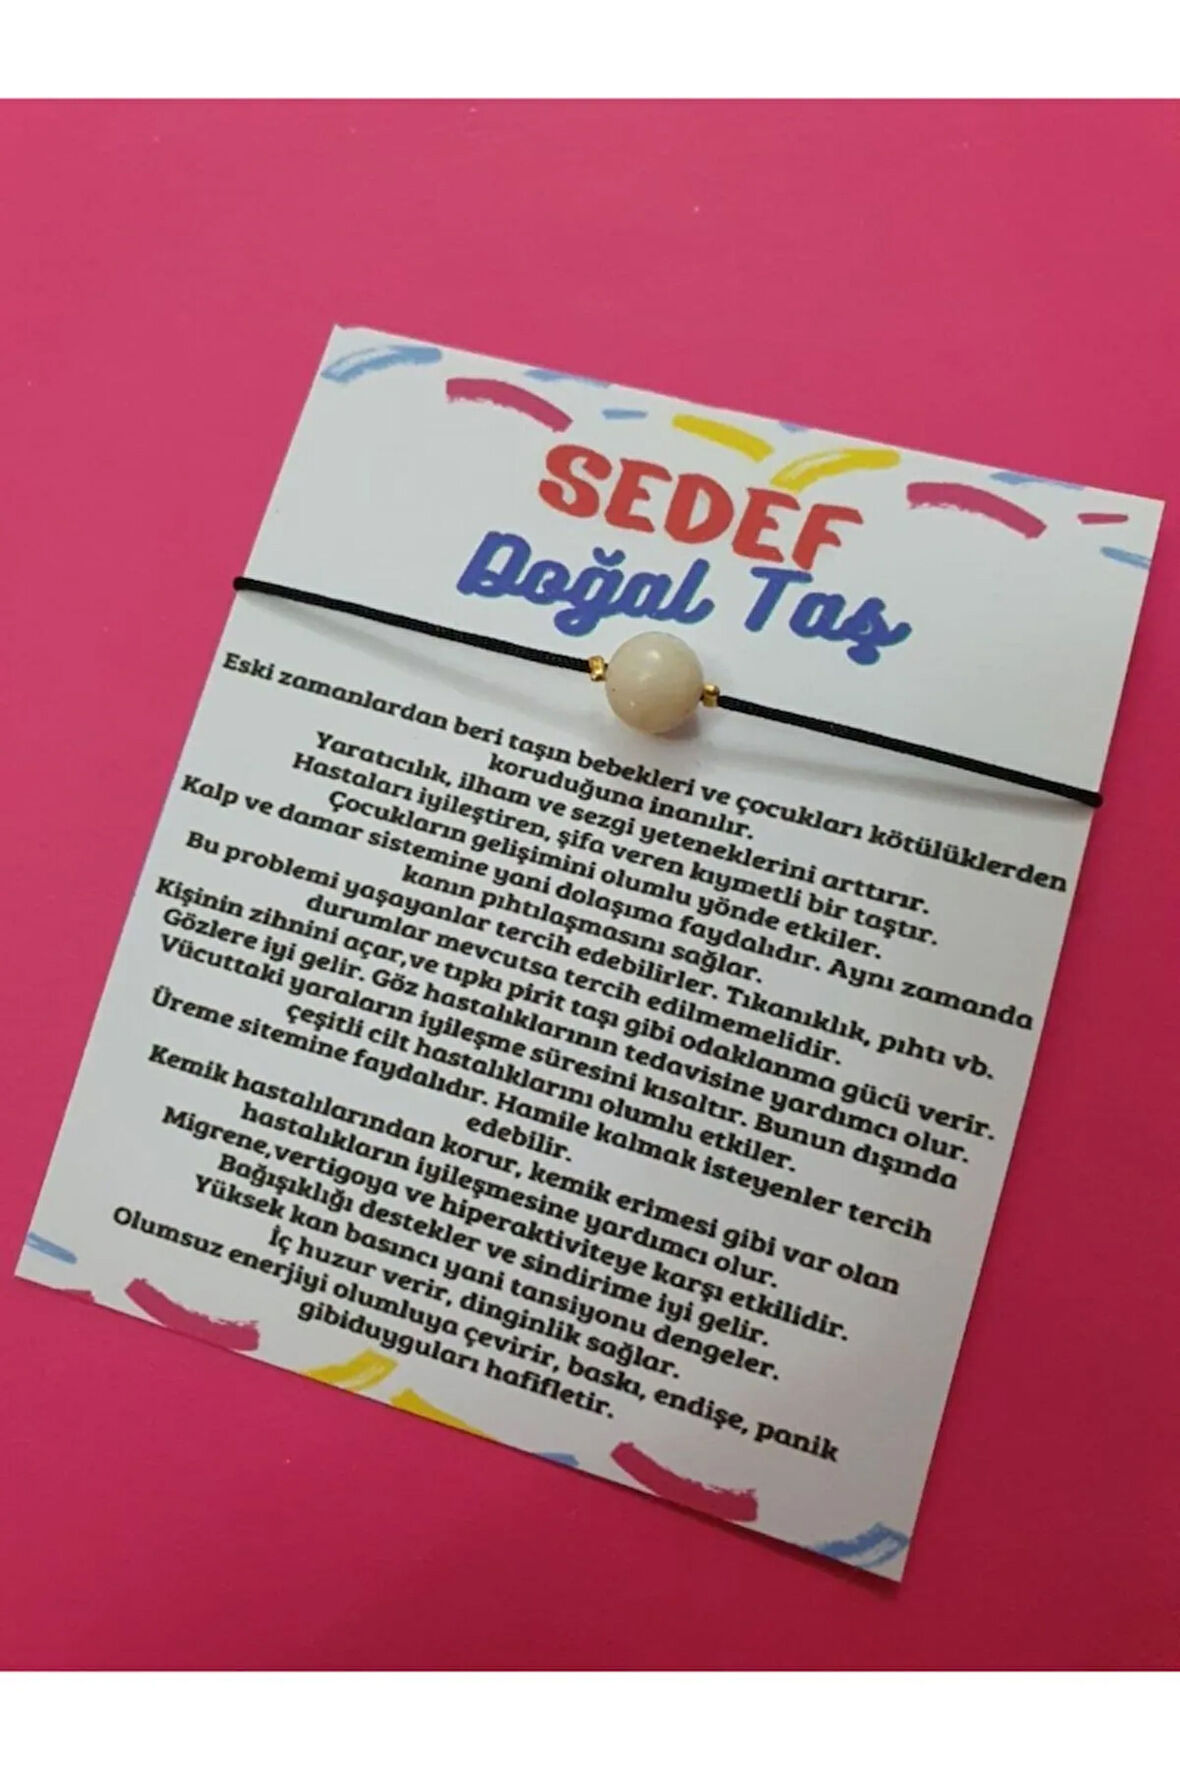 SEDEF
Doğal Taş
Eski zamanlardan beri taşın bebekleri ve çocukları kötülüklerden
koruduğuna inanılır.
Yaratıcılık, ilham ve sezgi yeteneklerini arttırır.
Hastaları iyileştiren, şifa veren kıymetli bir taştır.
Çocukların gelişimini olumlu yönde etkiler.
Kalp ve damar sistemine yani dolaşıma faydalıdır. Aynı zamanda
kanın pıhtılaşmasını sağlar.
Bu problemi yaşayanlar tercih edebilirler. Tıkanıklık, pıhtı vb.
durumlar mevcutsa tercih edilmemelidir.
Kişinin zihnini açar,ve tıpkı pirit taşı gibi odaklanma gücü verir.
Gözlere iyi gelir. Göz hastalıklarının tedavisine yardımcı olur.
Vücuttaki yaraların iyileşme süresini kısaltır. Bunun dışında
çeşitli cilt hastalıklarını olumlu etkiler.
Üreme sitemine faydalıdır. Hamile kalmak isteyenler tercih
edebilir.
Kemik hastalılarından korur, kemik erimesi gibi var olan
hastalıkların iyileşmesine yardımcı olur.
Migrene,vertigoya ve hiperaktiviteye karşı etkilidir.
Bağışıklığı destekler ve sindirime iyi gelir.
Yüksek kan basıncı yani tansiyonu dengeler.
İç huzur verir, dinginlik sağlar.
Olumsuz enerjiyi olumluya çevirir, baskı, endişe, panik
gibiduyguları hafifletir.